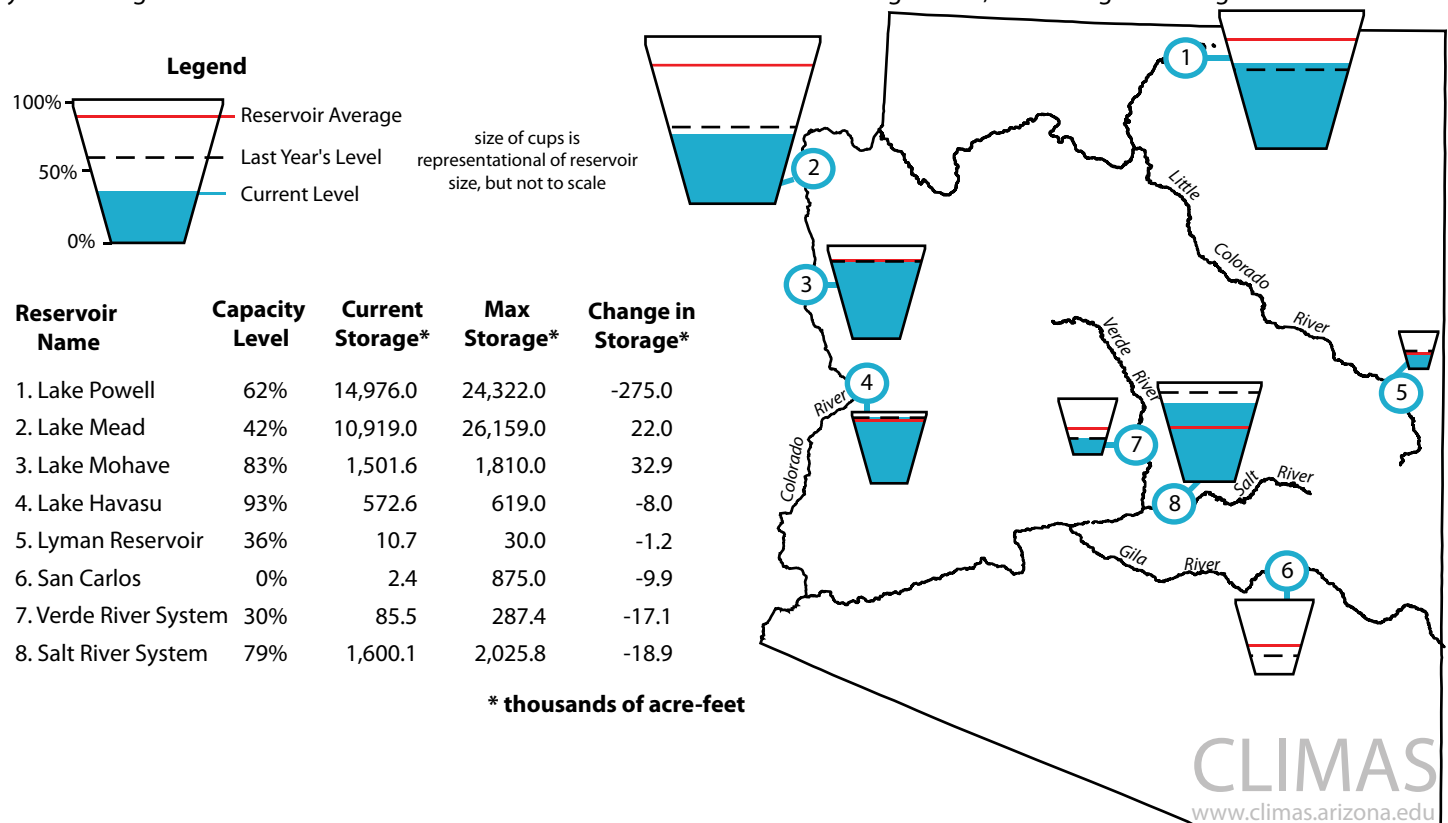 Legend
100%
50%
0%
Reservoir Average
Last Year's Level
Current Level
size of cups is
representational of reservoir
size, but not to scale
Reservoir Name Capacity Level Current Storage* Max Storage* Change in Storage*
1. Lake Powell 62% 14,976.0 24,322.0 -275.0
2. Lake Mead 42% 10,919.0 26,159.0 22.0
3. Lake Mohave 83% 1,501.6 1,810.0 32.9
4. Lake Havasu 93% 572.6 619.0 -8.0
5. Lyman Reservoir 36% 10.7 30.0 -1.2
6. San Carlos 0% 2.4 875.0 -9.9
7. Verde River System 30% 85.5 287.4 -17.1
8. Salt River System 79% 1,600.1 2,025.8 -18.9
* thousands of acre-feet
1
2
3
4
5
6
7
8
Little
Colorado
River
Verde
River
Colorado
River
Salt
River
Gila
River
CLIMAS
www.climas.arizona.edu